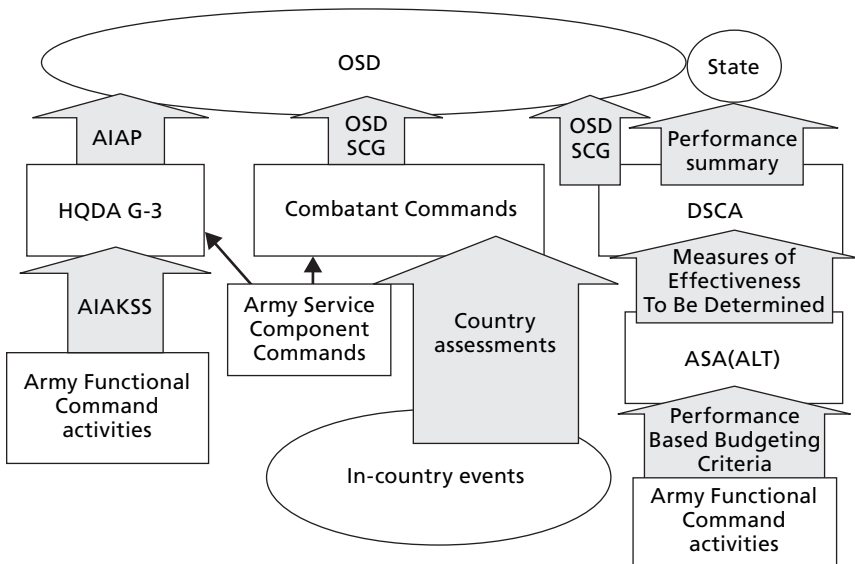 OSD
State
AIAP
OSD
SCG
OSD
SCG
Performance
summary
HQDA G-3
Combatant Commands
DSCA
AIAKSS
Army Service
Component
Commands
Country
assessments
Measures of
Effectiveness
To Be Determined
ASA(ALT)
Army Functional
Command
activities
In-country events
Performance
Based Budgeting
Criteria
Army Functional
Command
activities